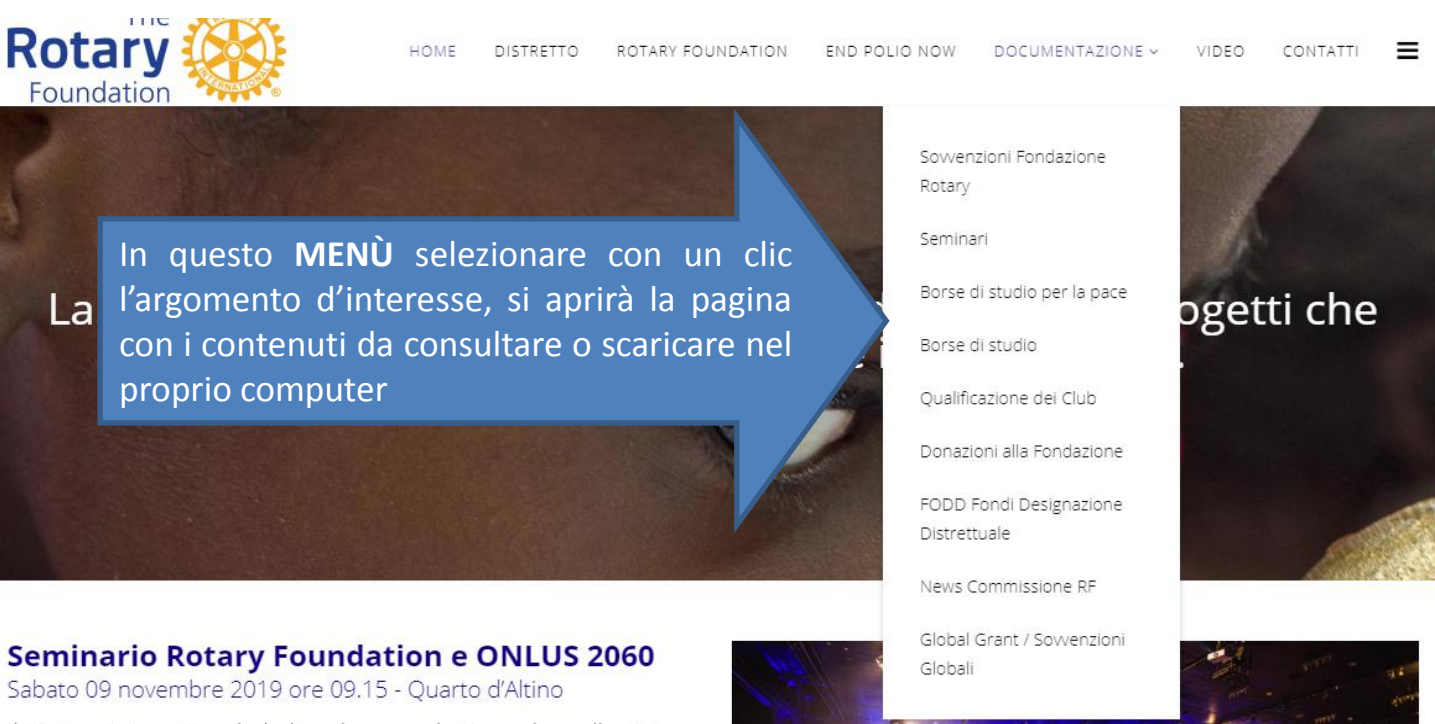 The
Rotary
Foundation
HOME DISTRETTO ROTARY FOUNDATION END POLIO NOW DOCUMENTAZIONE VIDEO CONTATTI
Sovvenzioni Fondazione
Rotary
Seminari
Borse di studio per la pace
Borse di studio
Qualificazione dei Club
Donazioni alla Fondazione
FODD Fondi Designazione
Distrettuale
News Commissione RF
Global Grant / Sovvenzioni
Globali
In questo MENÙ selezionare con un clic
l’argomento d’interesse, si aprirà la pagina
con i contenuti da consultare o scaricare nel
proprio computer
La
che
Seminario Rotary Foundation e ONLUS 2060
Sabato 09 novembre 2019 ore 09.15 - Quarto d’Altino